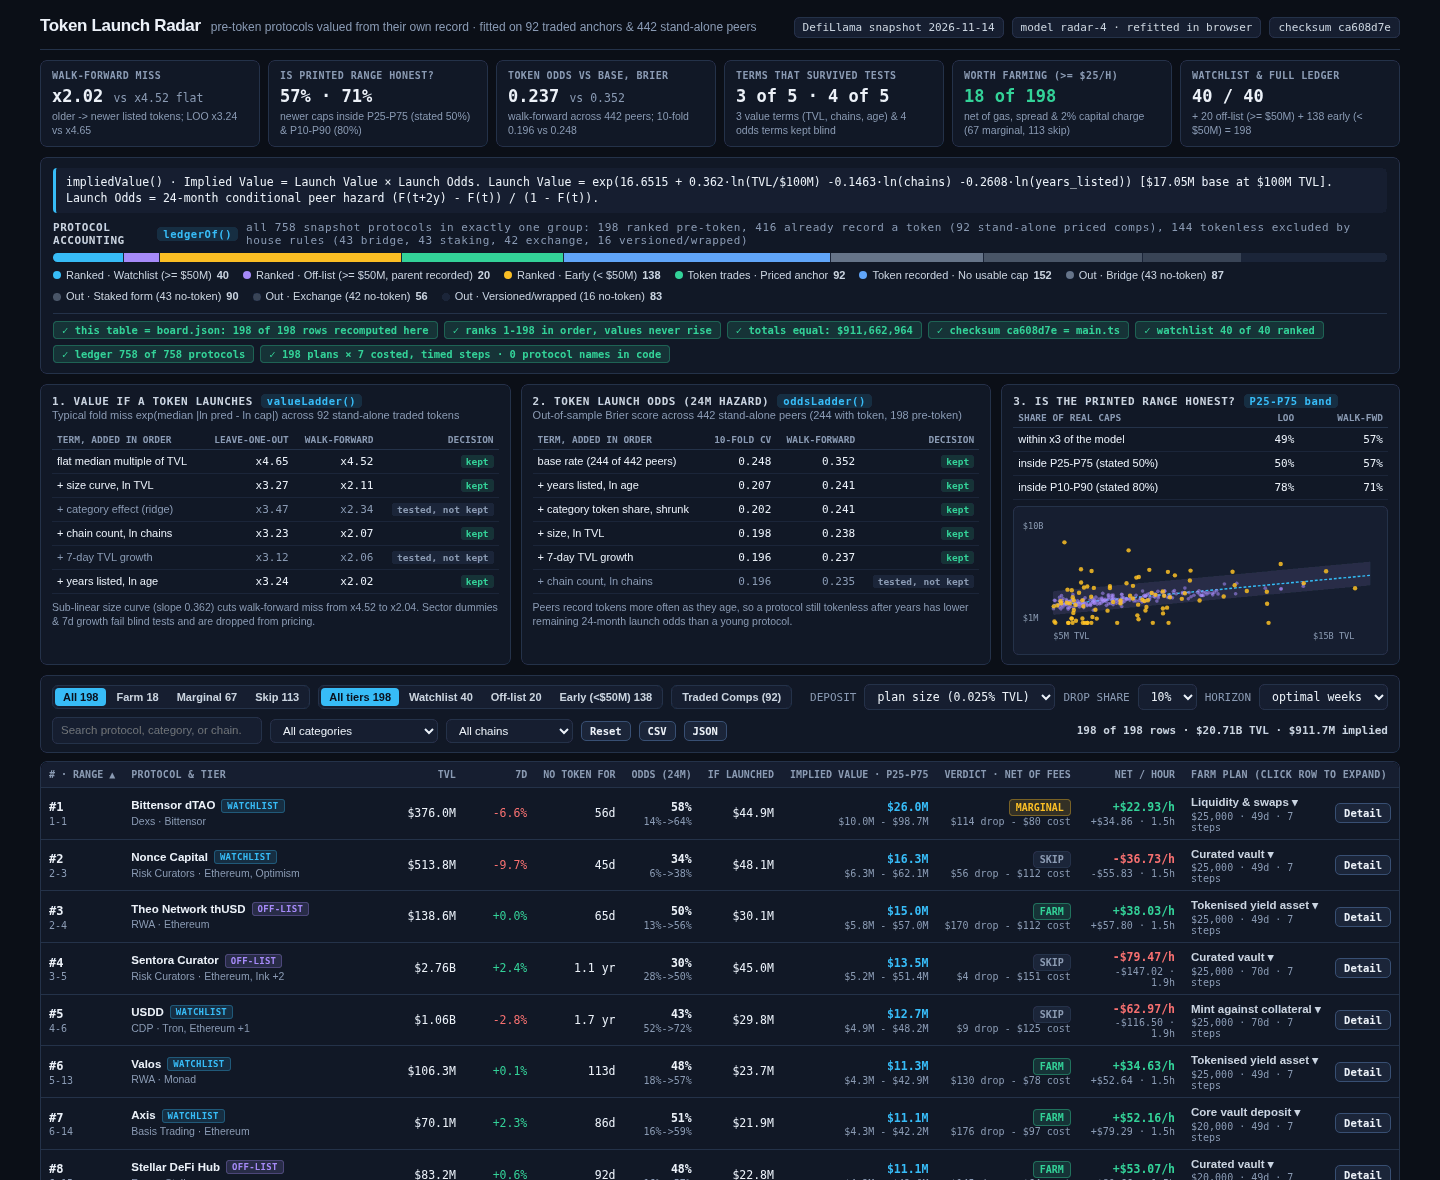 Token Launch Radar pre-token protocols valued from their own record · fitted on 92 traded anchors & 442 stand-alone peers DefiLlama snapshot 2026-11-14 model radar-4 · refitted in browser checksum ca608d7e
WALK-FORWARD MISS
x2.02 vs x4.52 flat
older -> newer listed tokens; LOO x3.24
vs x4.65
IS PRINTED RANGE HONEST?
57% · 71%
newer caps inside P25-P75 (stated 50%)
& P10-P90 (80%)
TOKEN ODDS VS BASE, BRIER
0.237 vs 0.352
walk-forward across 442 peers; 10-fold
0.196 vs 0.248
TERMS THAT SURVIVED TESTS
3 of 5 · 4 of 5
3 value terms (TVL, chains, age) & 4
odds terms kept blind
WORTH FARMING (>= $25/H)
18 of 198
net of gas, spread & 2% capital charge
(67 marginal, 113 skip)
WATCHLIST & FULL LEDGER
40 / 40
+ 20 off-list (>= $50M) + 138 early (<
$50M) = 198
impliedValue() · Implied Value = Launch Value × Launch Odds. Launch Value = exp(16.6515 + 0.362·ln(TVL/$100M) -0.1463·ln(chains) -0.2608·ln(years_listed)) [$17.05M base at $100M TVL].
Launch Odds = 24-month conditional peer hazard (F(t+2y) - F(t)) / (1 - F(t)).
PROTOCOL
ACCOUNTING
ledgerOf()
all 758 snapshot protocols in exactly one group: 198 ranked pre-token, 416 already record a token (92 stand-alone priced comps), 144 tokenless excluded by
house rules (43 bridge, 43 staking, 42 exchange, 16 versioned/wrapped)
Ranked · Watchlist (>= $50M) 40 Ranked · Off-list (>= $50M, parent recorded) 20 Ranked · Early (< $50M) 138 Token trades · Priced anchor 92 Token recorded · No usable cap 152 Out · Bridge (43 no-token) 87
Out · Staked form (43 no-token) 90 Out · Exchange (42 no-token) 56 Out · Versioned/wrapped (16 no-token) 83
✓ this table = board.json: 198 of 198 rows recomputed here ✓ ranks 1-198 in order, values never rise ✓ totals equal: $911,662,964 ✓ checksum ca608d7e = main.ts ✓ watchlist 40 of 40 ranked
✓ ledger 758 of 758 protocols ✓ 198 plans × 7 costed, timed steps · 0 protocol names in code
1. VALUE IF A TOKEN LAUNCHES valueLadder()
Typical fold miss exp(median |ln pred - ln cap|) across 92 stand-alone traded tokens
TERM, ADDED IN ORDER LEAVE-ONE-OUT WALK-FORWARD DECISION
flat median multiple of TVL x4.65 x4.52 kept
+ size curve, ln TVL x3.27 x2.11 kept
+ category effect (ridge) x3.47 x2.34 tested, not kept
+ chain count, ln chains x3.23 x2.07 kept
+ 7-day TVL growth x3.12 x2.06 tested, not kept
+ years listed, ln age x3.24 x2.02 kept
Sub-linear size curve (slope 0.362) cuts walk-forward miss from x4.52 to x2.04. Sector dummies
& 7d growth fail blind tests and are dropped from pricing.
2. TOKEN LAUNCH ODDS (24M HAZARD) oddsLadder()
Out-of-sample Brier score across 442 stand-alone peers (244 with token, 198 pre-token)
TERM, ADDED IN ORDER 10-FOLD CV WALK-FORWARD DECISION
base rate (244 of 442 peers) 0.248 0.352 kept
+ years listed, ln age 0.207 0.241 kept
+ category token share, shrunk 0.202 0.241 kept
+ size, ln TVL 0.198 0.238 kept
+ 7-day TVL growth 0.196 0.237 kept
+ chain count, ln chains 0.196 0.235 tested, not kept
Peers record tokens more often as they age, so a protocol still tokenless after years has lower
remaining 24-month launch odds than a young protocol.
3. IS THE PRINTED RANGE HONEST? P25-P75 band
SHARE OF REAL CAPS LOO WALK-FWD
within x3 of the model 49% 57%
inside P25-P75 (stated 50%) 50% 57%
inside P10-P90 (stated 80%) 78% 71%
$10B
$1M
$5M TVL $15B TVL
All 198 Farm 18 Marginal 67 Skip 113 All tiers 198 Watchlist 40 Off-list 20 Early (<$50M) 138 Traded Comps (92) DEPOSIT plan size (0.025% TVL) DROP SHARE 10% HORIZON optimal weeks
Search protocol, category, or chain. All categories All chains Reset CSV JSON 198 of 198 rows · $20.71B TVL · $911.7M implied
# · RANGE ▲ PROTOCOL & TIER TVL 7D NO TOKEN FOR ODDS (24M) IF LAUNCHED IMPLIED VALUE · P25-P75 VERDICT · NET OF FEES NET / HOUR FARM PLAN (CLICK ROW TO EXPAND)
#1 Bittensor dTAO WATCHLIST $376.0M -6.6% 56d 58% $44.9M $26.0M MARGINAL +$22.93/h Liquidity & swaps ▾ Detail
1-1 Dexs · Bittensor 14%->64% $10.0M - $98.7M $114 drop - $80 cost +$34.86 · 1.5h $25,000 · 49d · 7
steps
#2 Nonce Capital WATCHLIST $513.8M -9.7% 45d 34% $48.1M $16.3M SKIP -$36.73/h Curated vault ▾ Detail
2-3 Risk Curators · Ethereum, Optimism 6%->38% $6.3M - $62.1M $56 drop - $112 cost -$55.83 · 1.5h $25,000 · 49d · 7
steps
#3 Theo Network thUSD OFF-LIST $138.6M +0.0% 65d 50% $30.1M $15.0M FARM +$38.03/h Tokenised yield asset ▾ Detail
2-4 RWA · Ethereum 13%->56% $5.8M - $57.0M $170 drop - $112 cost +$57.80 · 1.5h $25,000 · 49d · 7
steps
#4 Sentora Curator OFF-LIST $2.76B +2.4% 1.1 yr 30% $45.0M $13.5M SKIP -$79.47/h Curated vault ▾ Detail
3-5 Risk Curators · Ethereum, Ink +2 28%->50% $5.2M - $51.4M $4 drop - $151 cost -$147.02 · 1.9h $25,000 · 70d · 7
steps
#5 USDD WATCHLIST $1.06B -2.8% 1.7 yr 43% $29.8M $12.7M SKIP -$62.97/h Mint against collateral ▾ Detail
4-6 CDP · Tron, Ethereum +1 52%->72% $4.9M - $48.2M $9 drop - $125 cost -$116.50 · 1.9h $25,000 · 70d · 7
steps
#6 Valos WATCHLIST $106.3M +0.1% 113d 48% $23.7M $11.3M FARM +$34.63/h Tokenised yield asset ▾ Detail
5-13 RWA · Monad 18%->57% $4.3M - $42.9M $130 drop - $78 cost +$52.64 · 1.5h $25,000 · 49d · 7
steps
#7 Axis WATCHLIST $70.1M +2.3% 86d 51% $21.9M $11.1M FARM +$52.16/h Core vault deposit ▾ Detail
6-14 Basis Trading · Ethereum 16%->59% $4.3M - $42.2M $176 drop - $97 cost +$79.29 · 1.5h $20,000 · 49d · 7
steps
#8 Stellar DeFi Hub OFF-LIST $83.2M +0.6% 92d 48% $22.8M $11.1M FARM +$53.07/h Curated vault ▾ Detail